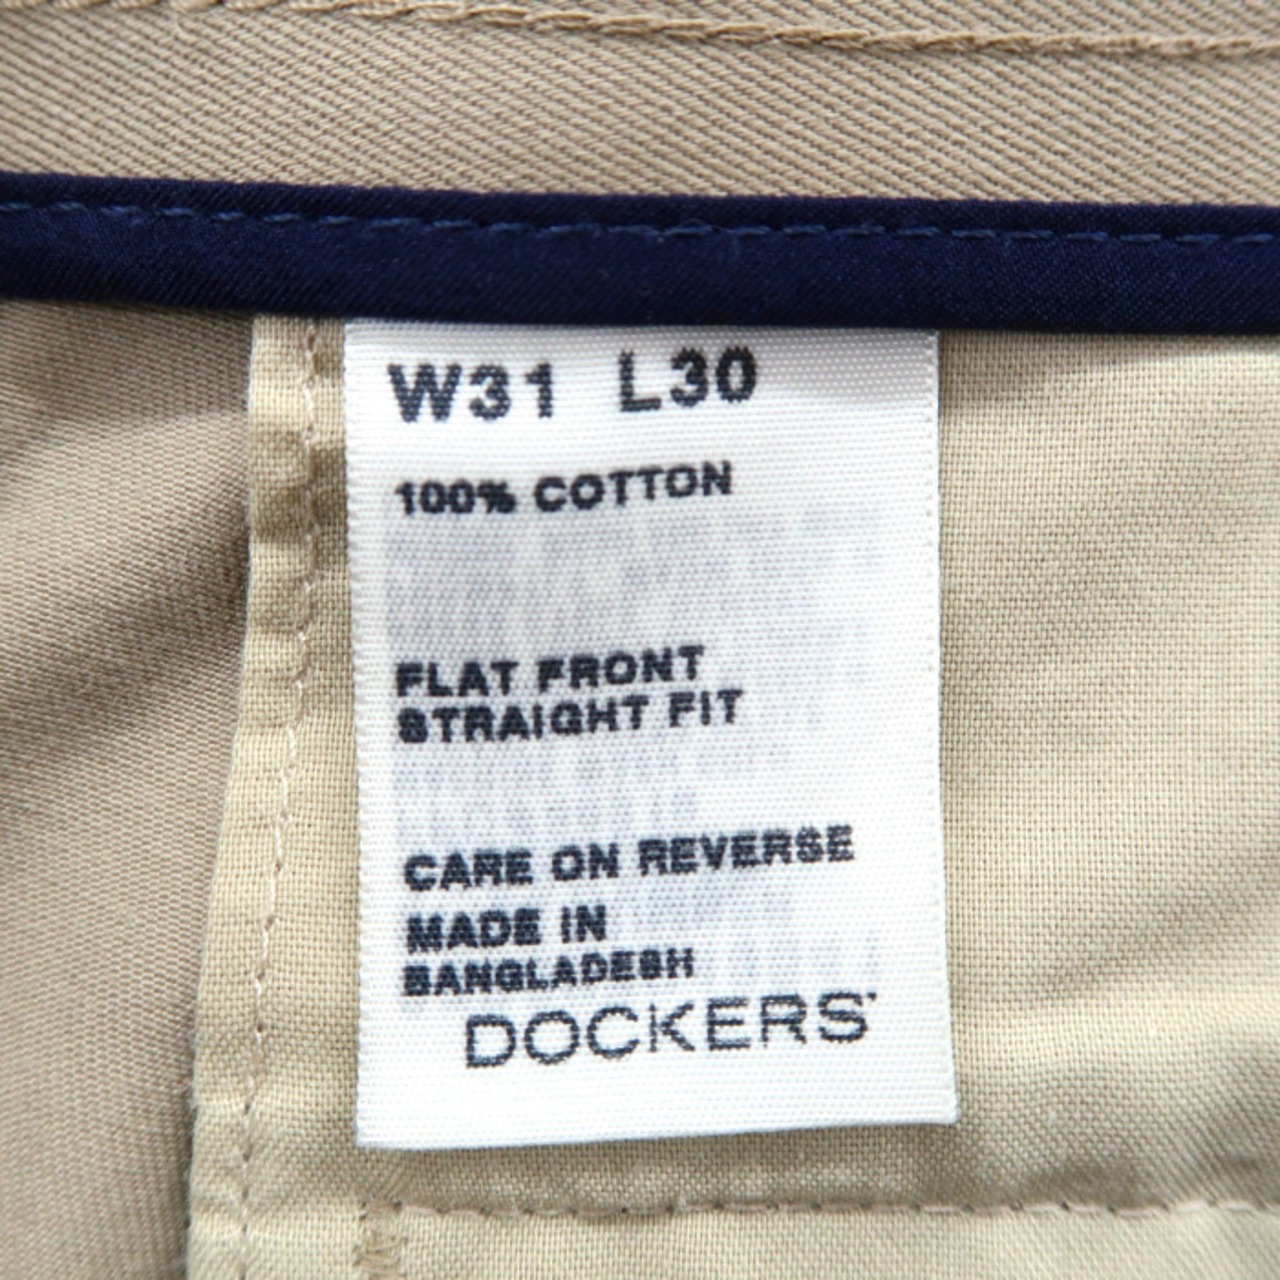 W31 L30
100% COTTON
FLAT FRONT
STRAIGHT FIT
CARE ON REVERSE
MADE IN
BANGLADESH
DOCKERS